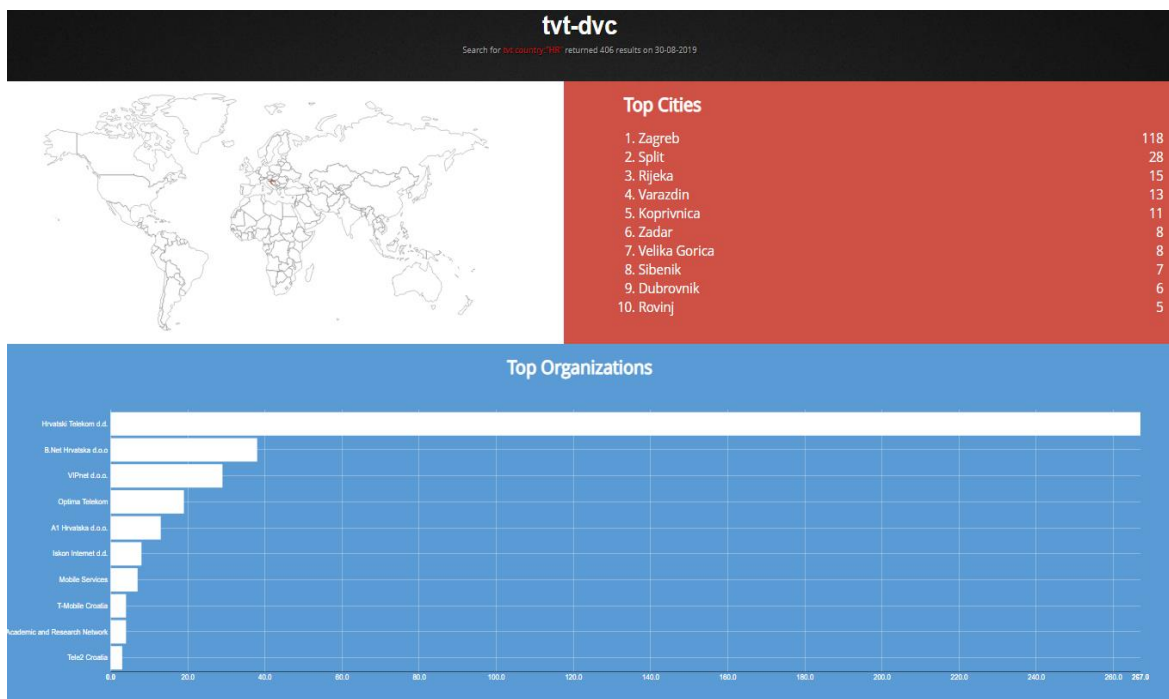 tvt-dvc
Search for tvt country:"HR" returned 406 results on 30-08-2019
Top Cities
1. Zagreb 118
2. Split 28
3. Rijeka 15
4. Varazdin 13
5. Koprivnica 11
6. Zadar 8
7. Velika Gorica 8
8. Sibenik 7
9. Dubrovnik 6
10. Rovinj 5
Top Organizations
Hrvatski Telekom d.d.
B.Net Hrvatska d.o.o
VIPnet d.o.o.
Optima Telekom
A1 Hrvatska d.o.o.
Iskon Internet d.d.
Mobile Services
T-Mobile Croatia
Academic and Research Network
Tele2 Croatia
0.0 20.0 40.0 60.0 80.0 100.0 120.0 140.0 160.0 180.0 200.0 220.0 240.0 260.0 267.0